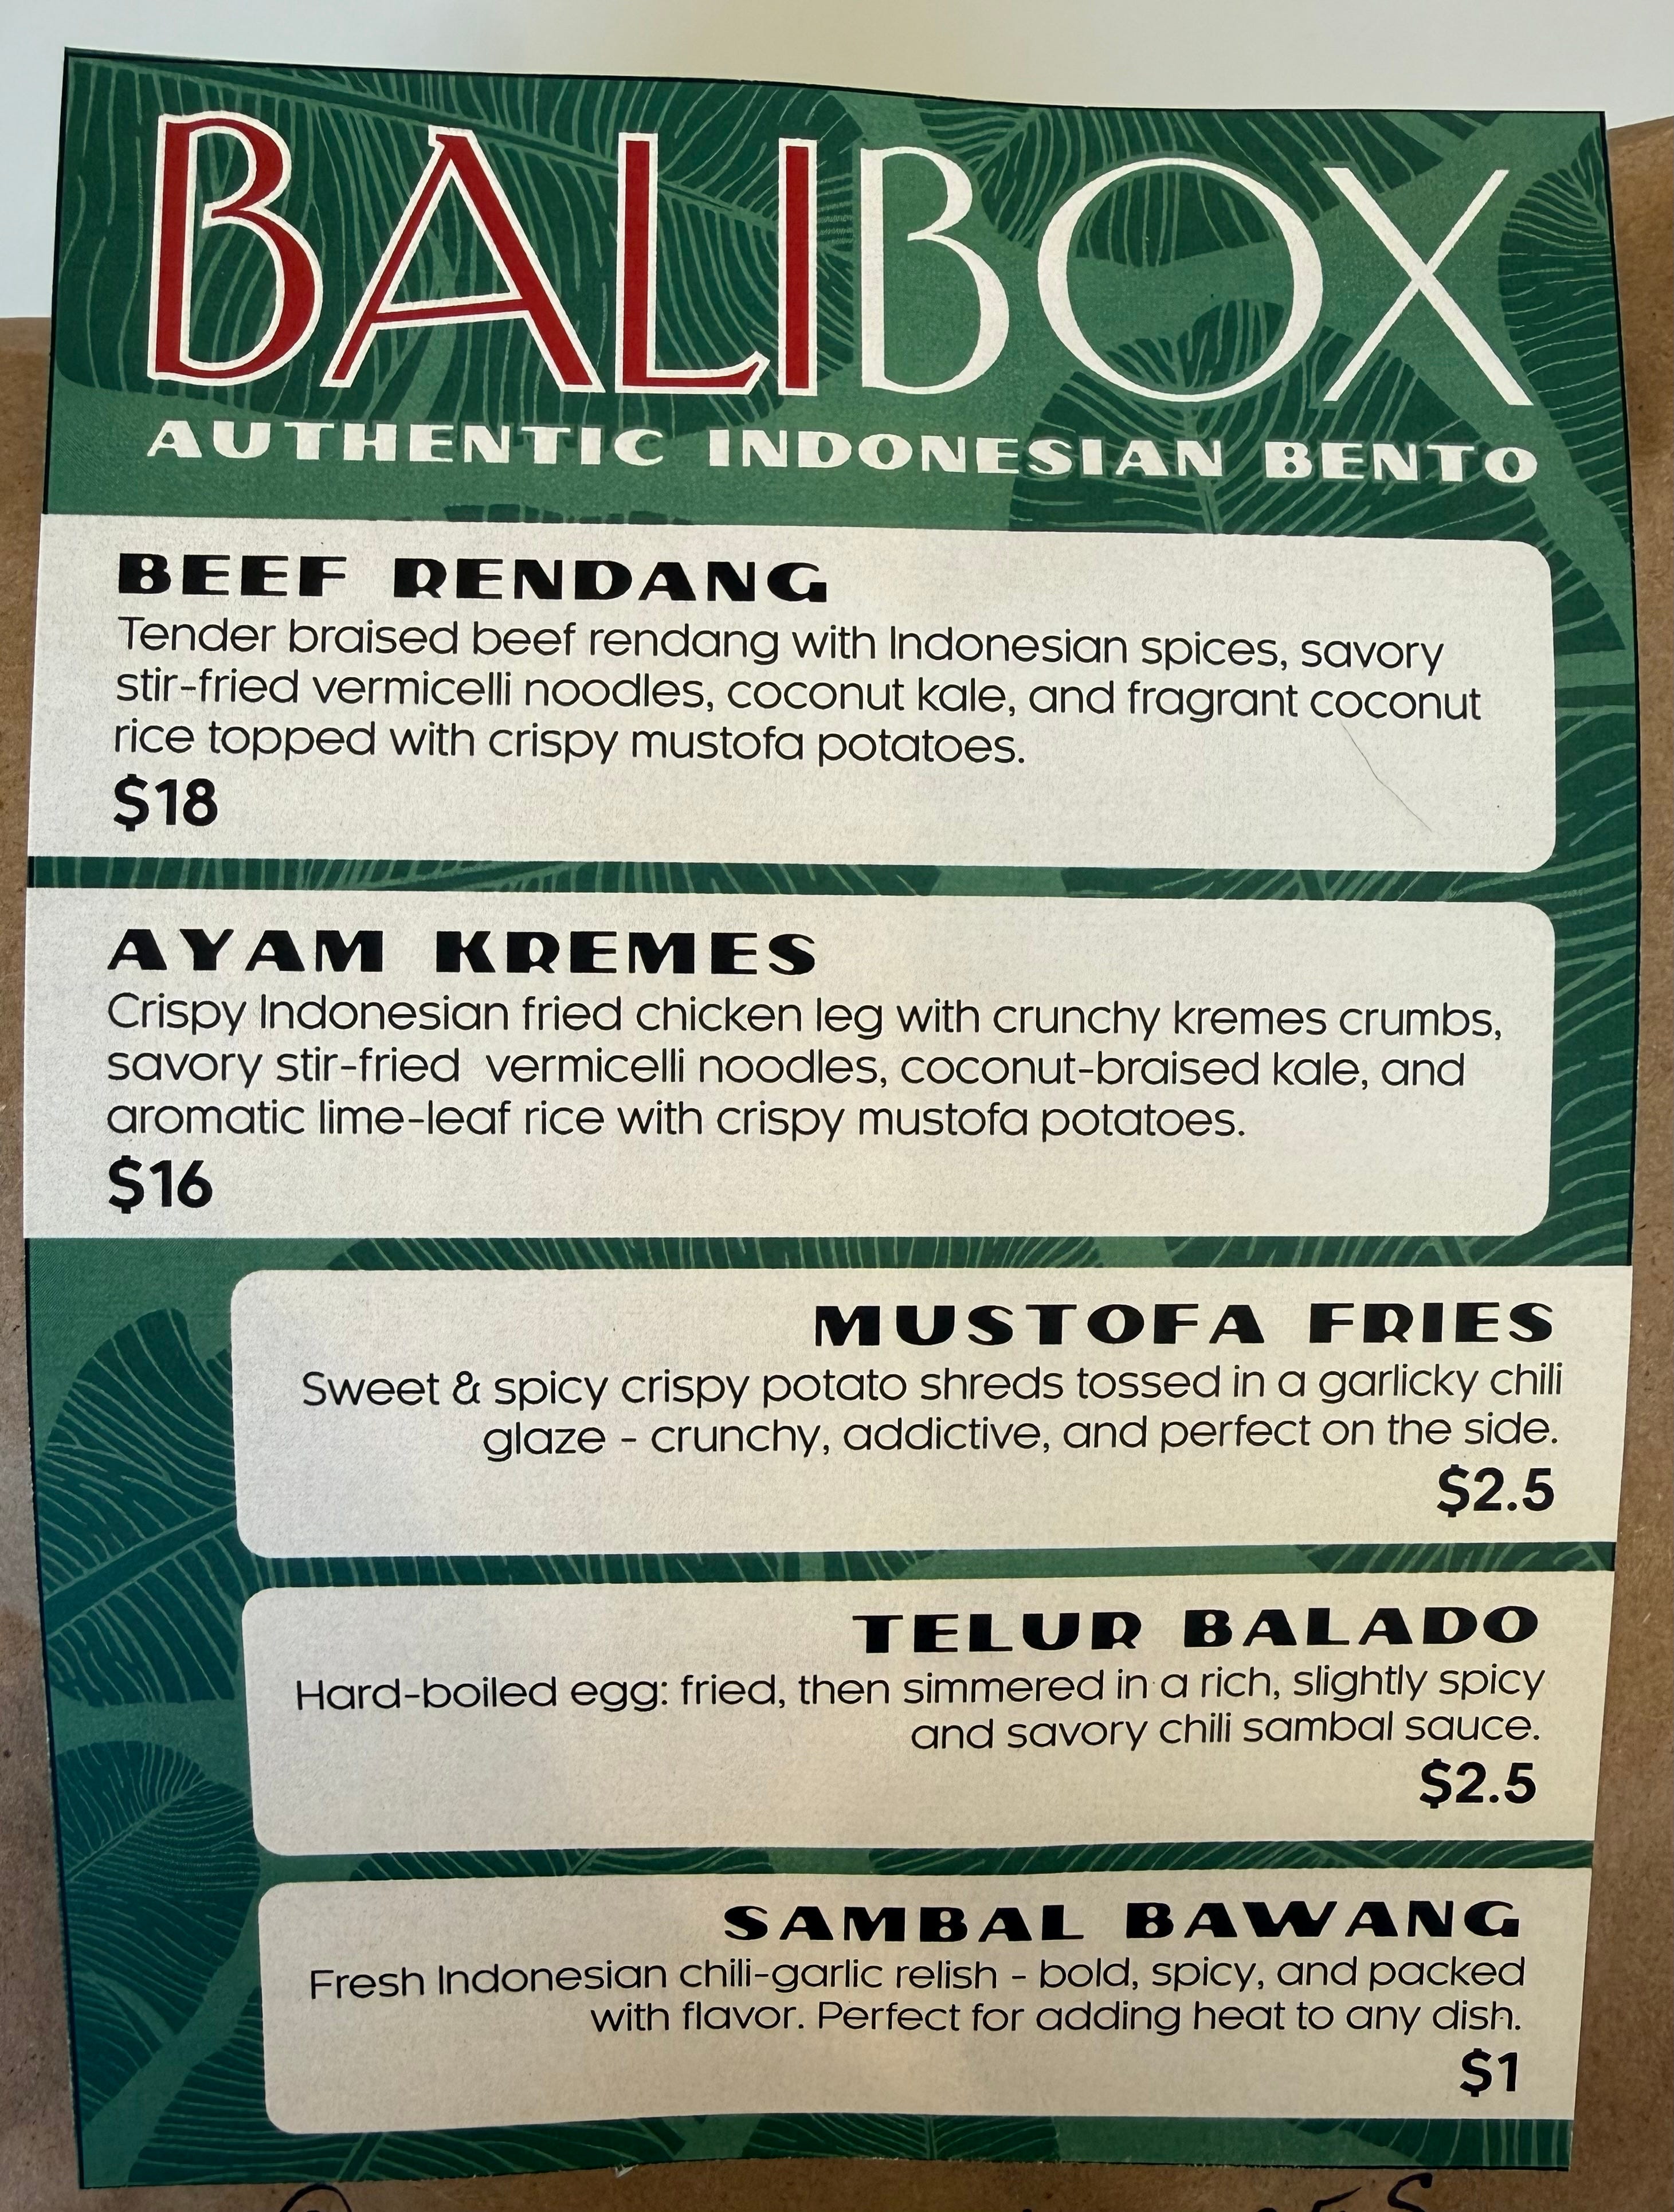 BALIBOX
AUTHENTIC INDONESIAN BENTO
BEEF RENDANG
Tender braised beef rendang with Indonesian spices, savory
stir-fried vermicelli noodles, coconut kale, and fragrant coconut
rice topped with crispy mustofa potatoes.
$18
AYAM KREMES
Crispy Indonesian fried chicken leg with crunchy kremes crumbs,
savory stir-fried vermicelli noodles, coconut-braised kale, and
aromatic lime-leaf rice with crispy mustofa potatoes.
$16
MUSTOFA FRIES
Sweet & spicy crispy potato shreds tossed in a garlicky chili
glaze - crunchy, addictive, and perfect on the side.
$2.5
TELUR BALADO
Hard-boiled egg: fried, then simmered in a rich, slightly spicy
and savory chili sambal sauce.
$2.5
SAMBAL BAWANG
Fresh Indonesian chili-garlic relish - bold, spicy, and packed
with flavor. Perfect for adding heat to any dish.
$1